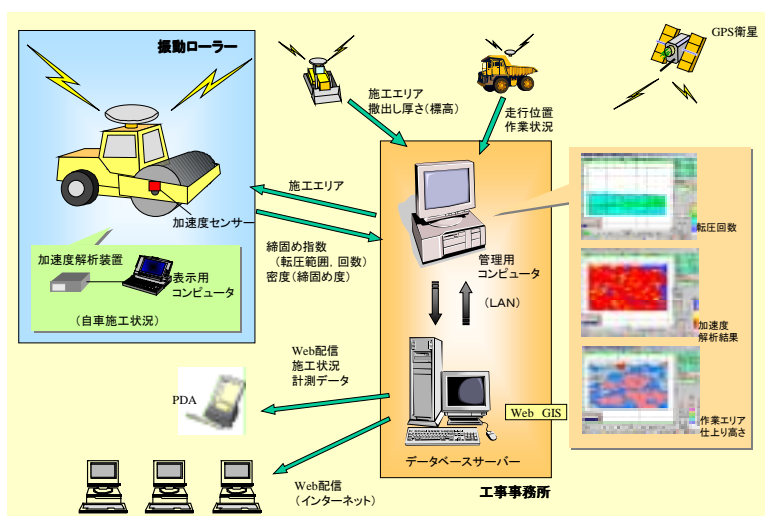 振動ローラー
GPS衛星
施工エリア
撒出し厚さ(標高)
走行位置
作業状況
施工エリア
加速度センサー
締固め指数
(転圧範囲，回数)
密度(締固め度)
加速度解析装置
表示用
コンピュータ
(自車施工状況)
管理用
コンピュータ
(LAN)
転圧回数
加速度
解析結果
作業エリア
仕上り高さ
Web配信
施工状況
計測データ
PDA
Web GIS
データベースサーバー
Web配信
(インターネット)
工事事務所